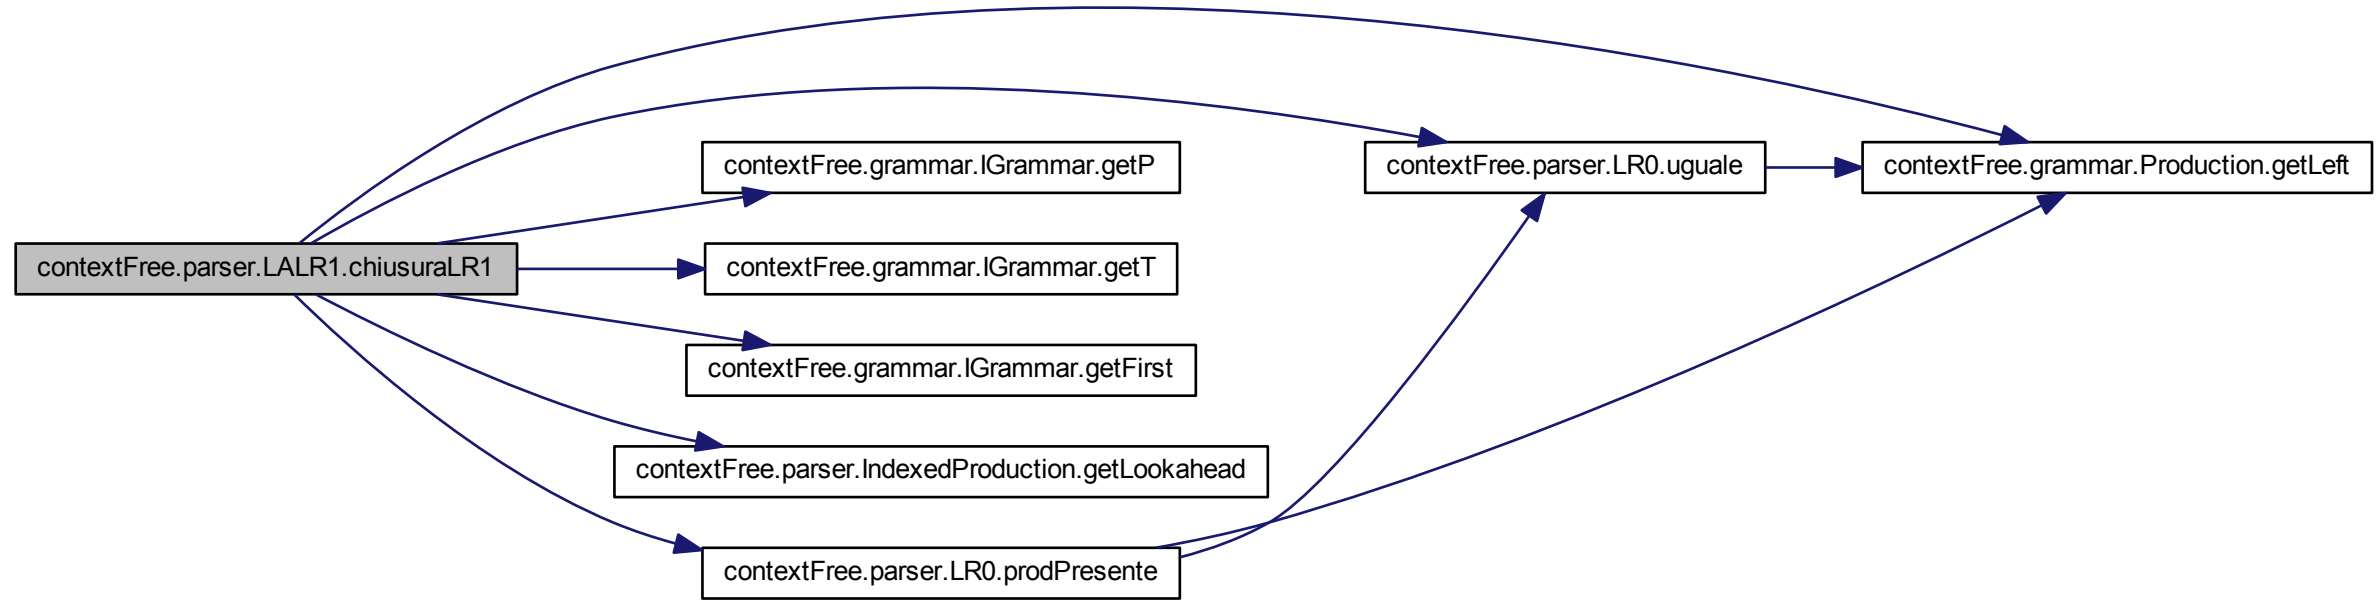 contextFree.grammar.IGrammar.getP
contextFree.parser.LR0.uguale
contextFree.grammar.Production.getLeft
contextFree.parser.LALR1.chiusuraLR1
contextFree.grammar.IGrammar.getT
contextFree.grammar.IGrammar.getFirst
contextFree.parser.IndexedProduction.getLookahead
contextFree.parser.LR0.prodPresente